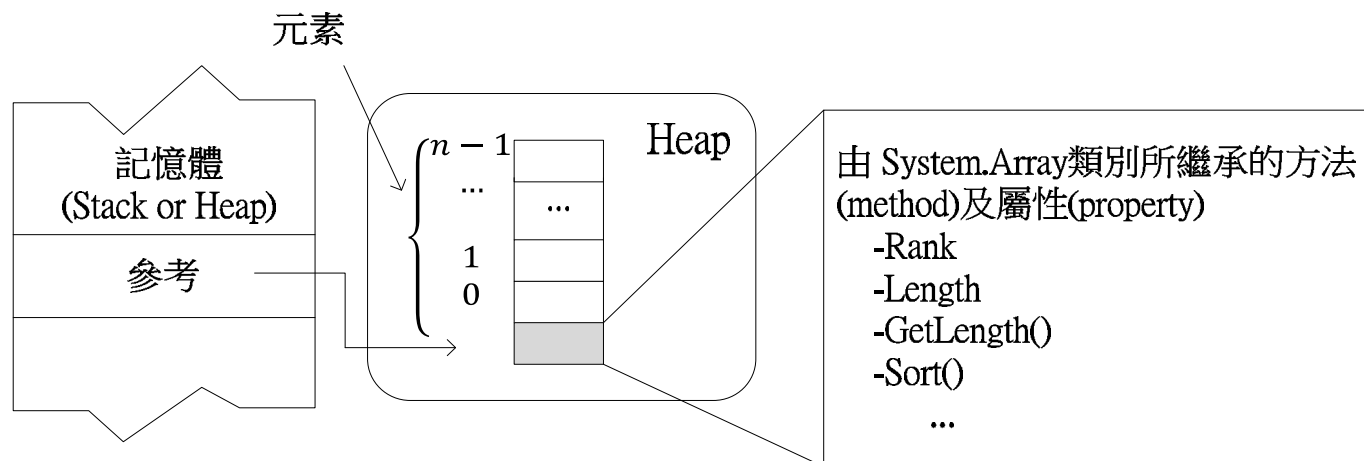 元素
記憶體
(Stack or Heap)
參考
n − 1
...
1
0
...
Heap
由 System.Array類別所繼承的方法
(method)及屬性(property)
-Rank
-Length
-GetLength()
-Sort()
...